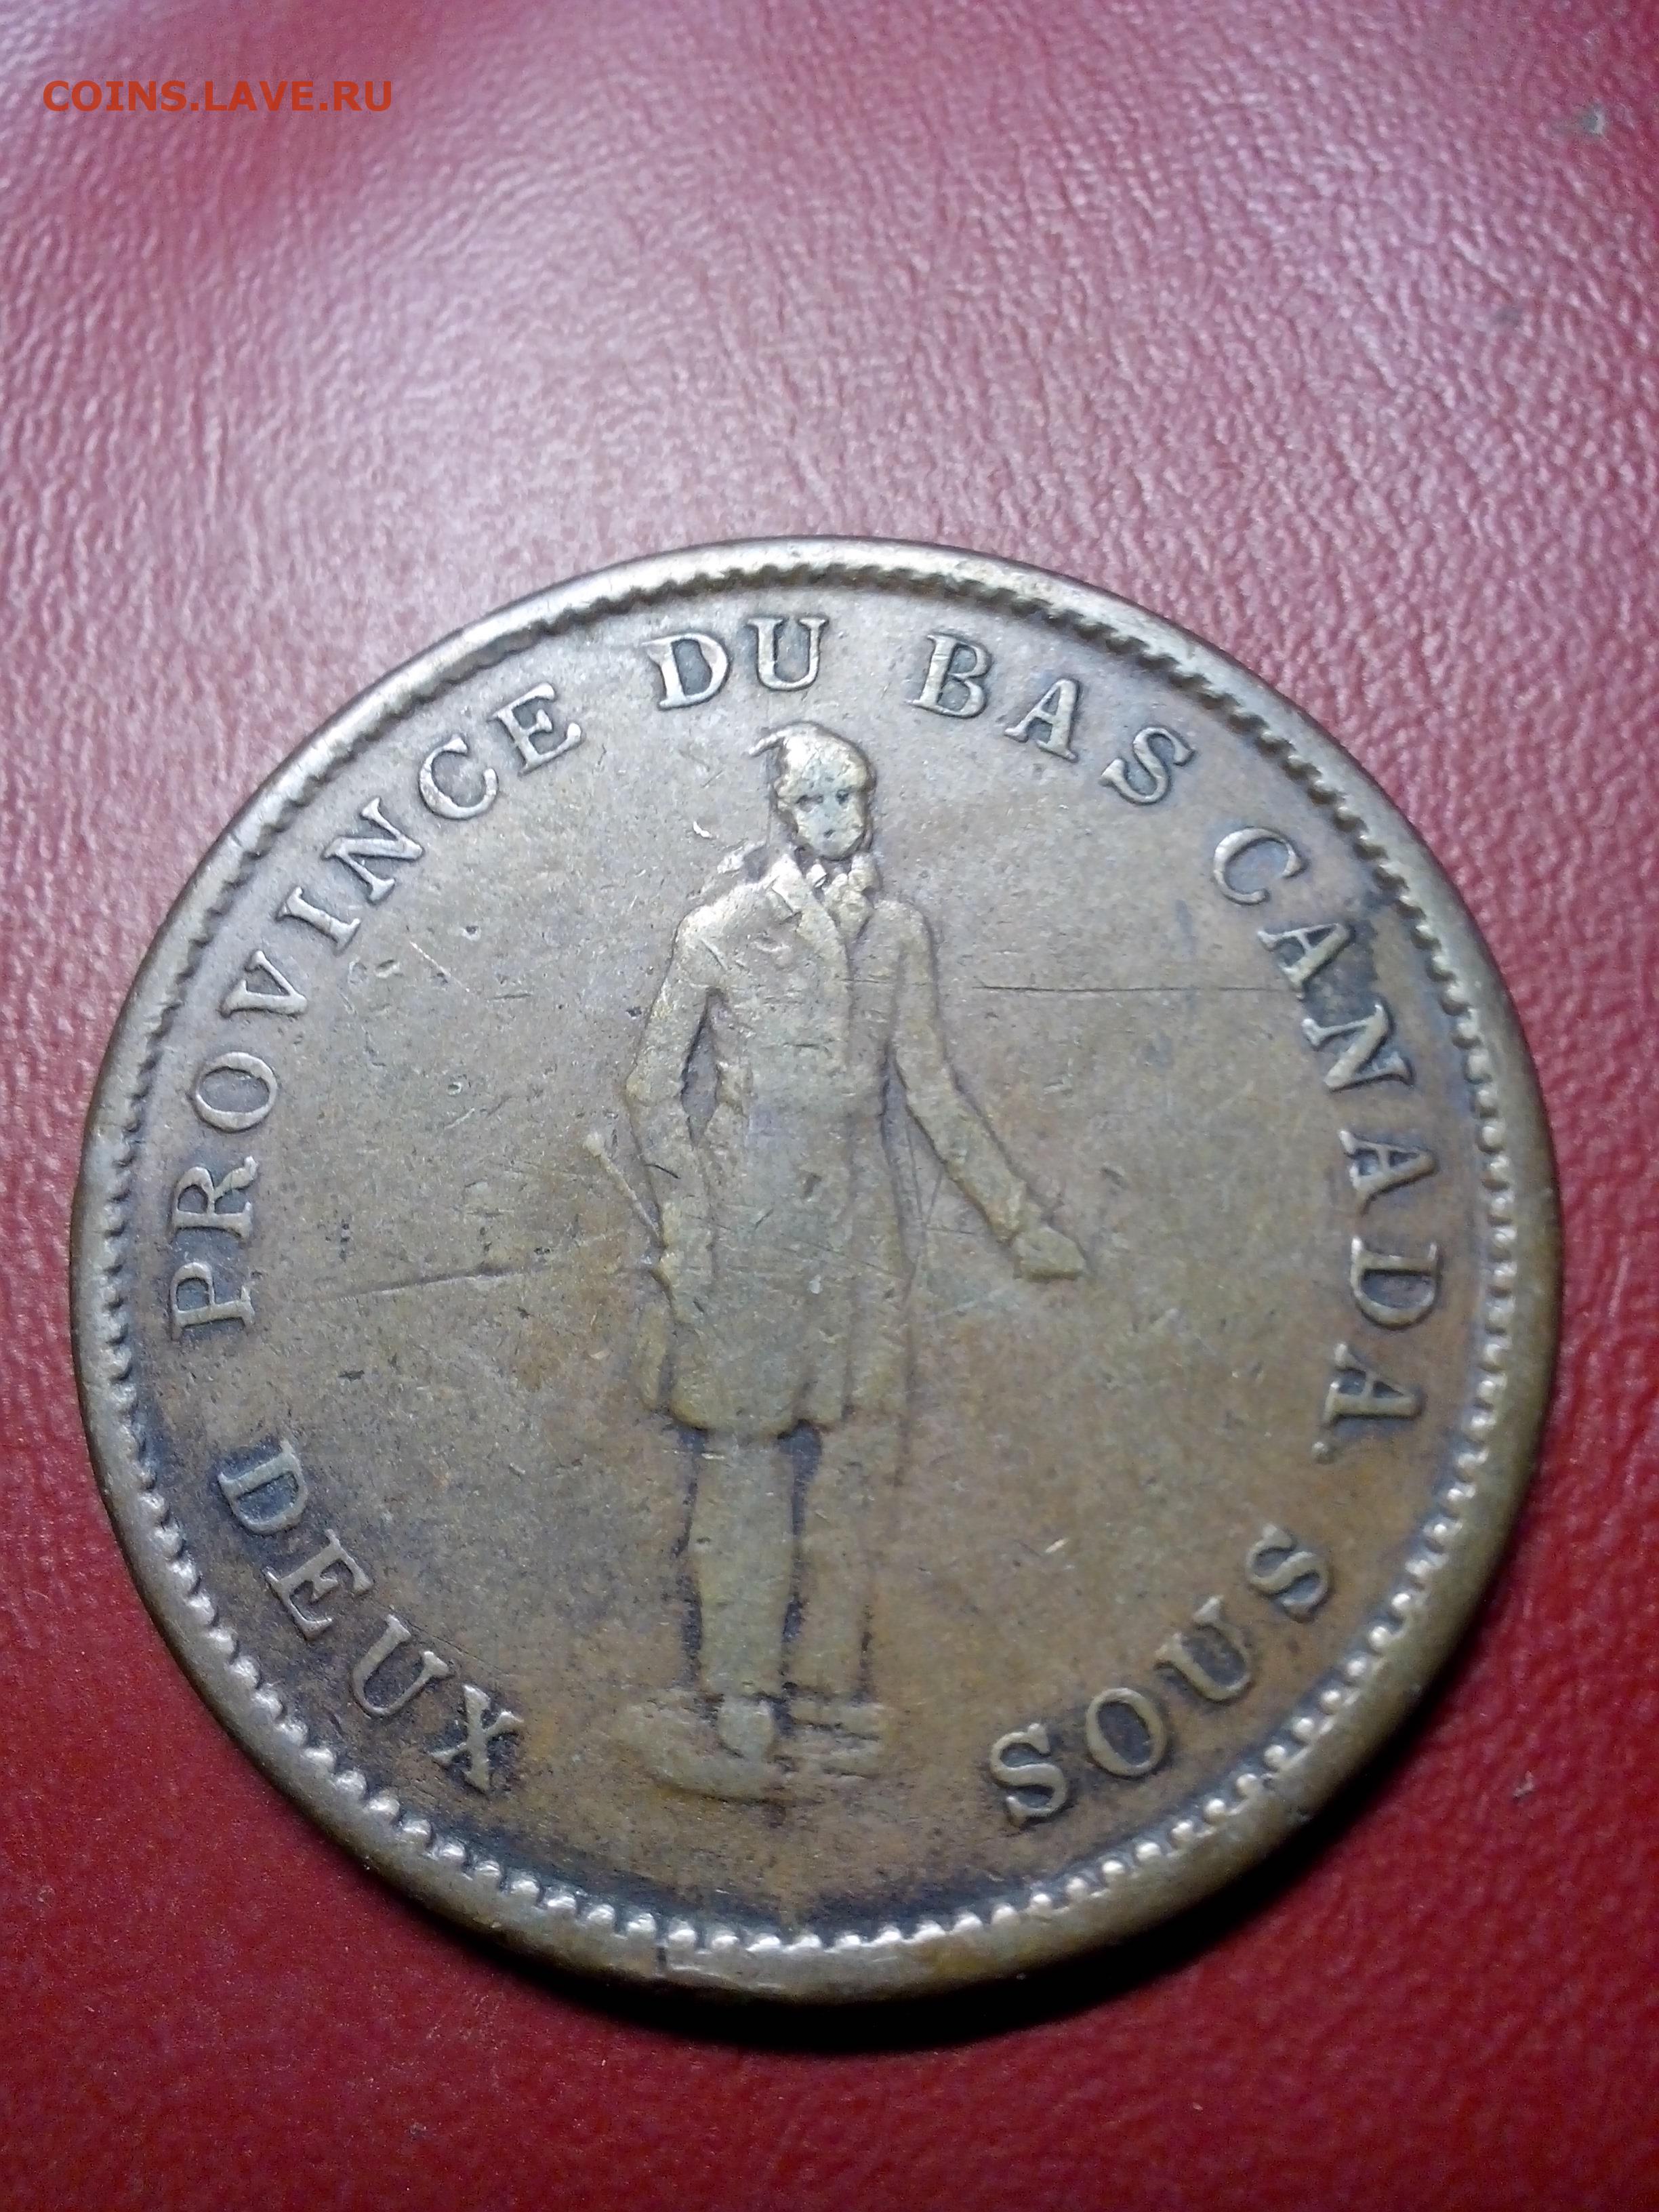 COINS.LAVE.RU
PROVINCE DU BAS CANADA
DEUX SOUS